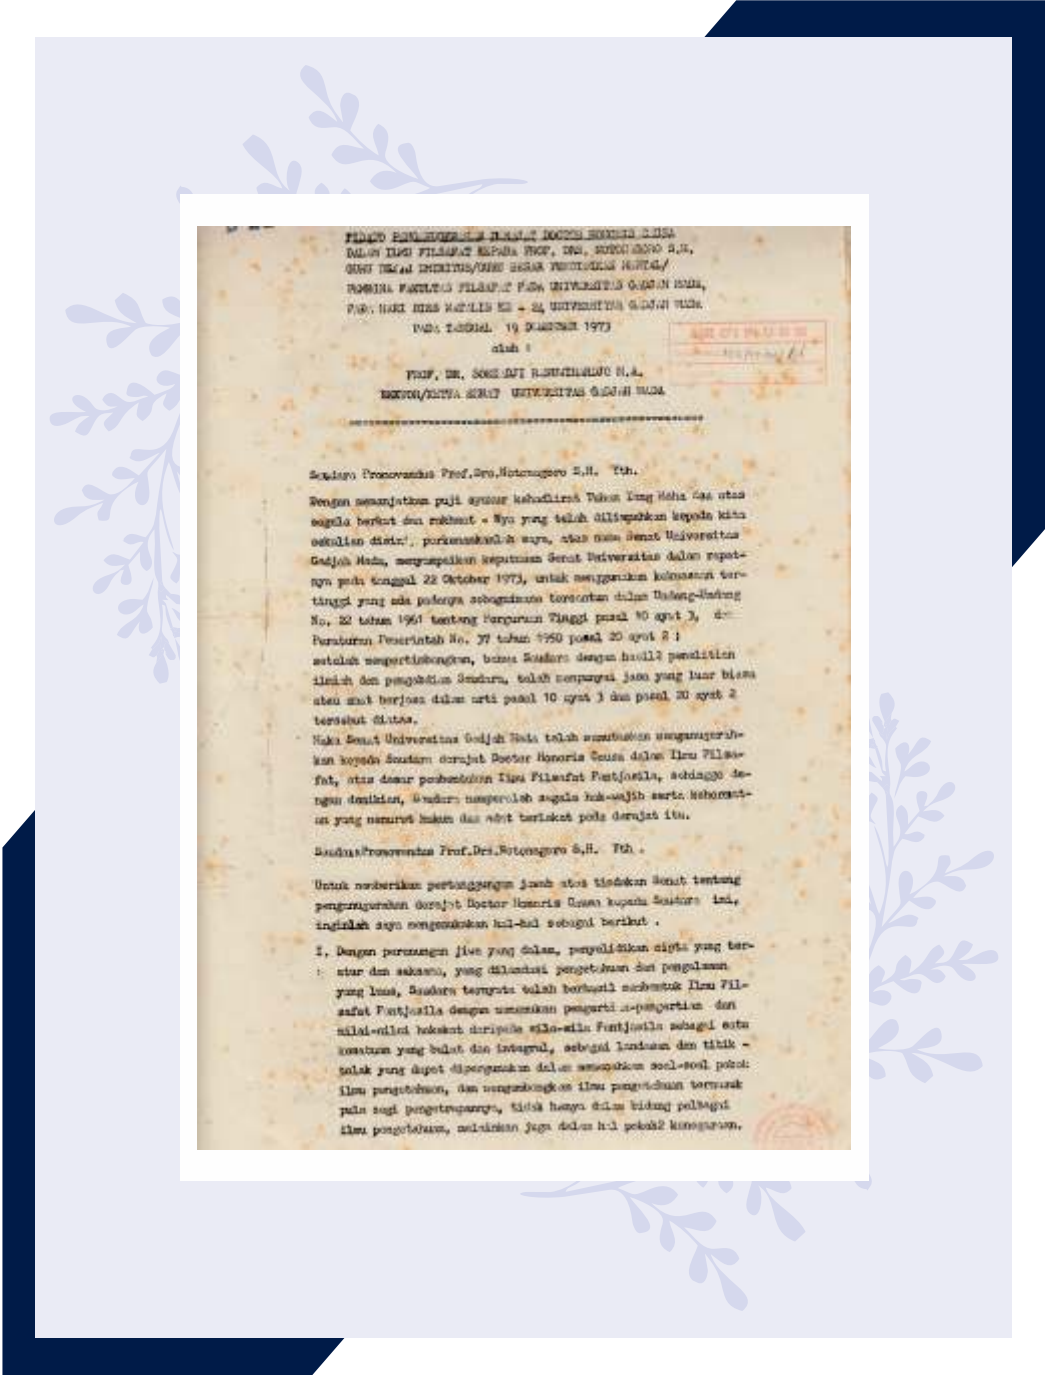 PIDATO PENGANUGERAHAN DERAJAT DOCTOR HONORIS CAUSA
DALAM ILMU FILSAFAT KEPADA PROF. DRS. NOTONEGORO S.H.
GURU BESAR EMERITUS/GURU BESAR PENDIDIKAN MENTAL/
PEMBINA FAKULTAS FILSAFAT PADA UNIVERSITAS GADJAH MADA,
PADA HARI DIES NATALIS KE - 24 UNIVERSITAS GADJAH MADA
PADA TANGGAL 19 DESEMBER 1973
oleh :
PROF. DR. SOEKADJI RANUWIHARDJO M.A.
REKTOR/KETUA SENAT UNIVERSITAS GADJAH MADA
Saudara Promovendus Prof.Drs.Notonagoro S.H. Yth.
Dengan memanjatkan puji syukur kehadlirat Tuhan Yang Maha Esa atas
segala berkat dan rakhmat - Nya yang telah dilimpahkan kepada kita
sekalian disini, perkenankanlah saya, atas nama Senat Universitas
Gadjah Mada, menyampaikan keputusan Senat Universitas dalam rapat-
nya pada tanggal 22 Oktober 1973, untuk menggunakan kekuasaan ter-
tinggi yang ada padanya sebagaimana tercantum dalam Undang-Undang
No. 22 tahun 1961 tentang Perguruan Tinggi pasal 10 ayat 3, dan
Peraturan Pemerintah No. 37 tahun 1950 pasal 20 ayat 2 :
setelah mempertimbangkan, bahwa Saudara dengan hasil2 penelitian
ilmiah dan pengabdian Saudara, telah mempunyai jasa yang luar biasa
atau amat berjasa dalam arti pasal 10 ayat 3 dan pasal 20 ayat 2
tersebut diatas.
Maka Senat Universitas Gadjah Mada telah memutuskan menganugerah-
kan kepada Saudara derajat Doctor Honoris Causa dalam Ilmu Filsa-
fat, atas dasar pembentukan Ilmu Filsafat Pantjasila, sehingga de-
ngan demikian, Saudara memperoleh segala hak-wajib serta kehormat-
an yang menurut hukum dan adat terlekat pada derajat itu.
Saudara Promovendus Prof.Drs.Notonagoro S.H. Yth .
Untuk memberikan pertanggungan jawab atas tindakan Senat tentang
penganugerahan derajat Doctor Honoris Causa kepada Saudara ini,
inginlah saya mengemukakan hal-hal sebagai berikut .
I. Dengan perenungan jiwa yang dalam, penyelidikan cipta yang ter-
atur dan saksama, yang dilandasi pengetahuan dan pengalaman
yang luas, Saudara ternyata telah berhasil membentuk Ilmu Fil-
safat Pantjasila dengan menemukan pengertian-pengertian dan
nilai-nilai hakekat daripada sila-sila Pantjasila sebagai satu
kesatuan yang bulat dan integral, sebagai landasan dan titik -
tolak yang dapat dipergunakan dalam memecahkan soal-soal pokok
ilmu pengetahuan, dan mengembangkan ilmu pengetahuan termasuk
pula segi pengetrapannya, tidak hanya dalam bidang pelbagai
ilmu pengetahuan, melainkan juga dalam hal pokok2 kenegaraan.